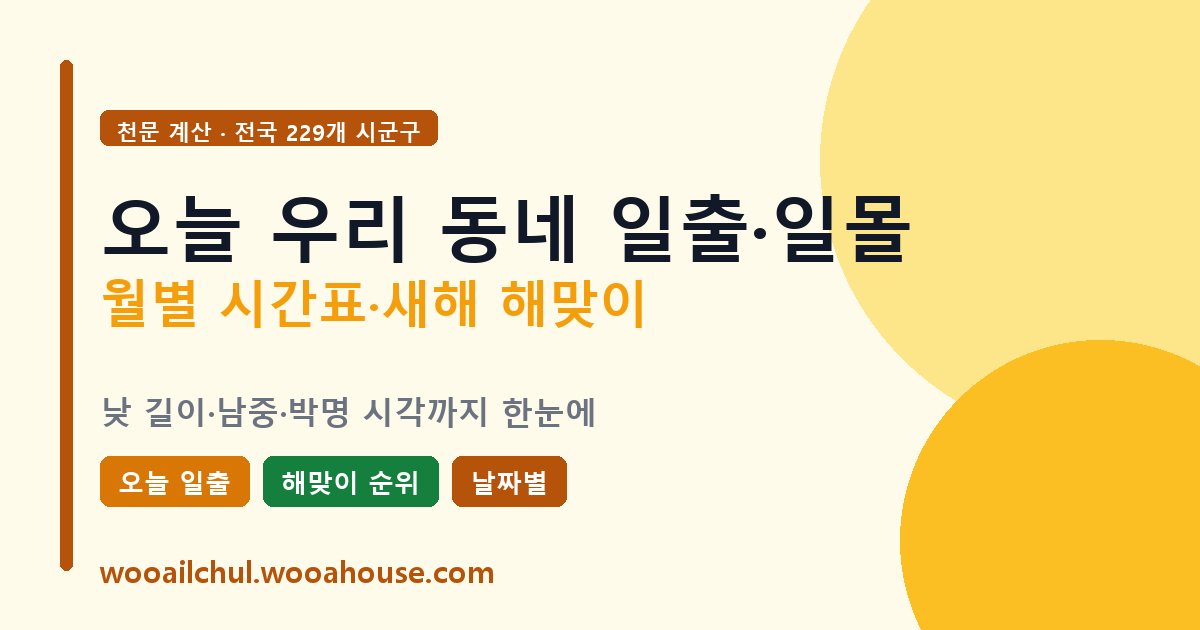 천문 계산 · 전국 229개 시군구
오늘 우리 동네 일출·일몰
월별 시간표·새해 해맞이
낮 길이·남중·박명 시각까지 한눈에
오늘 일출 해맞이 순위 날짜별
wooailchul.wooahouse.com